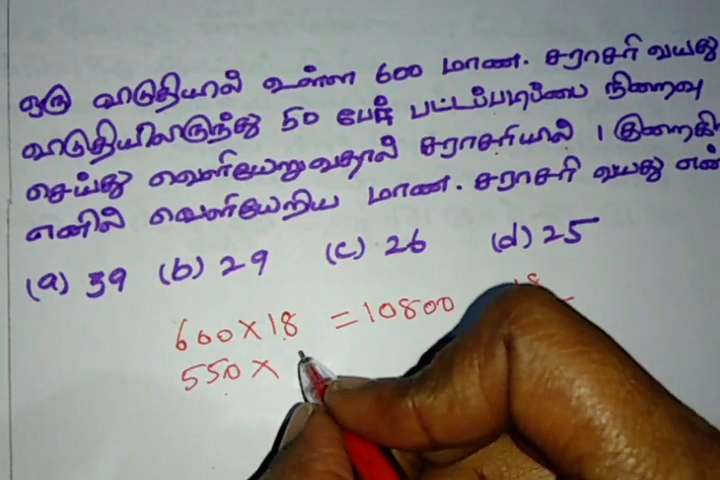 ஒரு விடுதியில் உள்ள 600 மாண. சராசரி வயது
விடுதியிலிருந்து 50 பேர் பட்டப்படிப்பை நிறைவு
செய்து வெளியேறுவதால் சராசரியில் 1 குறைகி
எனில் வெளியேறிய மாண. சராசரி வயது என்
(a) 39 (b) 29 (c) 26 (d) 25
600 × 18 = 10800 18
550 ×